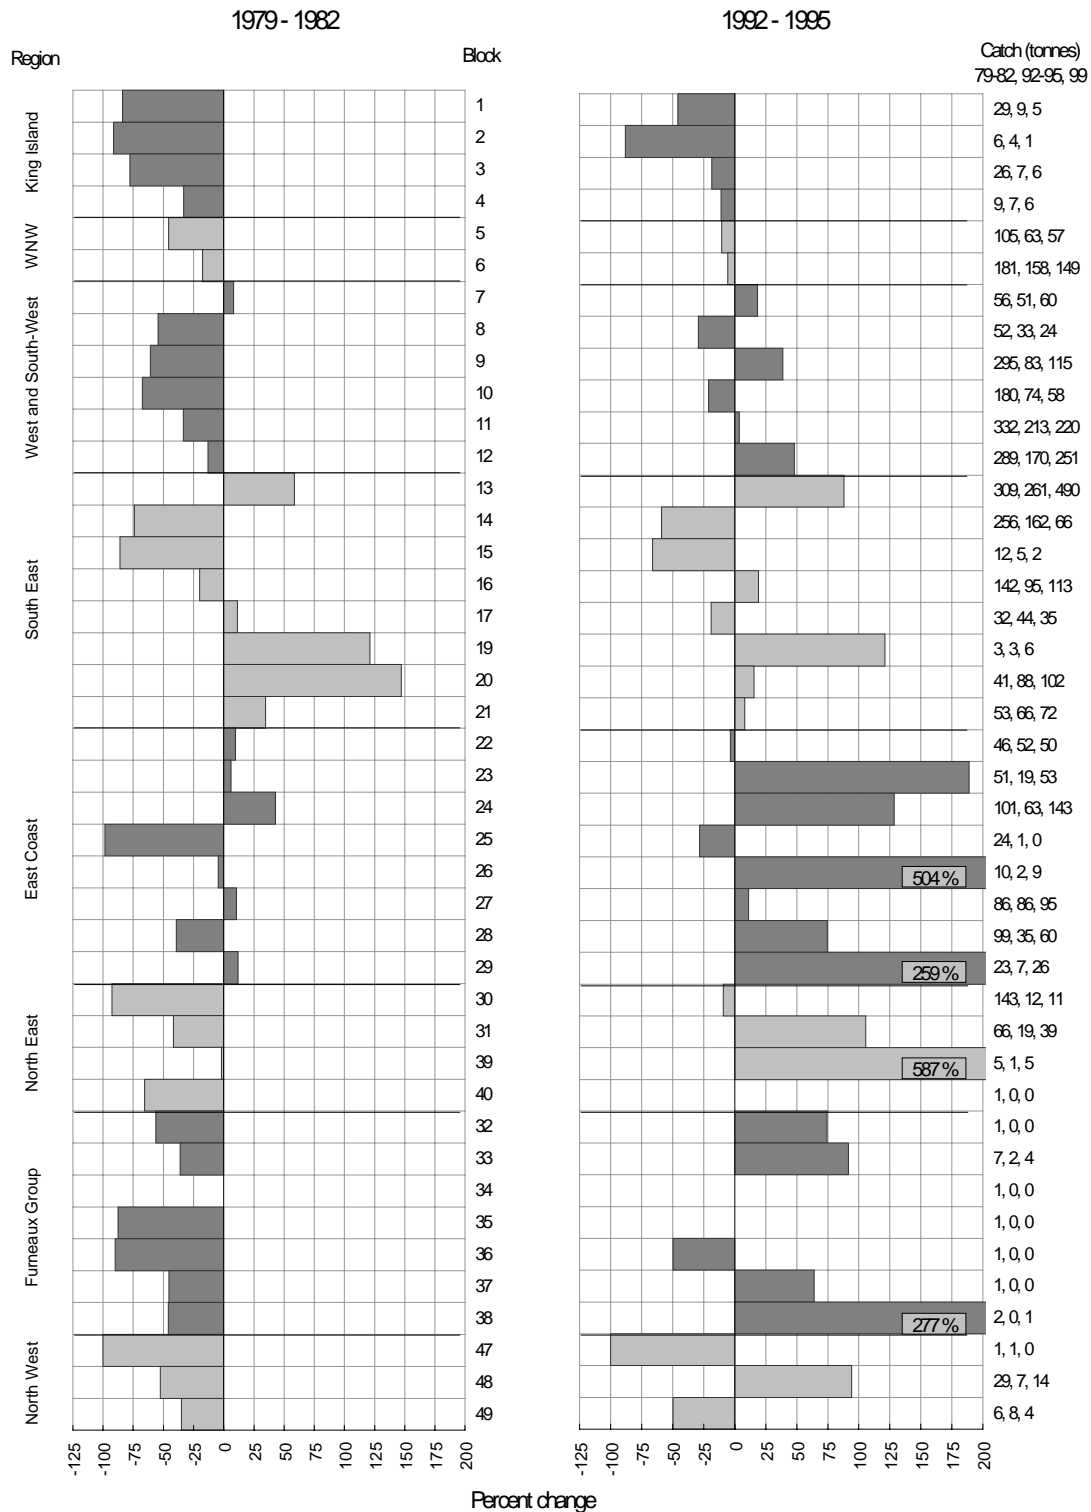 1979 - 1982 1992 - 1995
Region Block Catch (tonnes)
79-82, 92-95, 99
King Island
1 29, 9, 5
2 6, 4, 1
3 26, 7, 6
4 9, 7, 6
WNW
5 105, 63, 57
6 181, 158, 149
West and South-West
7 56, 51, 60
8 52, 33, 24
9 295, 83, 115
10 180, 74, 58
11 332, 213, 220
12 289, 170, 251
South East
13 309, 261, 490
14 256, 162, 66
15 12, 5, 2
16 142, 95, 113
17 32, 44, 35
19 3, 3, 6
20 41, 88, 102
21 53, 66, 72
East Coast
22 46, 52, 50
23 51, 19, 53
24 101, 63, 143
25 24, 1, 0
26 504 % 10, 2, 9
27 86, 86, 95
28 99, 35, 60
29 259 % 23, 7, 26
North East
30 143, 12, 11
31 66, 19, 39
39 587 % 5, 1, 5
40 1, 0, 0
Furneaux Group
32 1, 0, 0
33 7, 2, 4
34 1, 0, 0
35 1, 0, 0
36 1, 0, 0
37 1, 0, 0
38 277 % 2, 0, 1
North West
47 1, 1, 0
48 29, 7, 14
49 6, 8, 4
-125 -100 -75 -50 -25 0 25 50 75 100 125 150 175 200 -125 -100 -75 -50 -25 0 25 50 75 100 125 150 175 200
Percent change